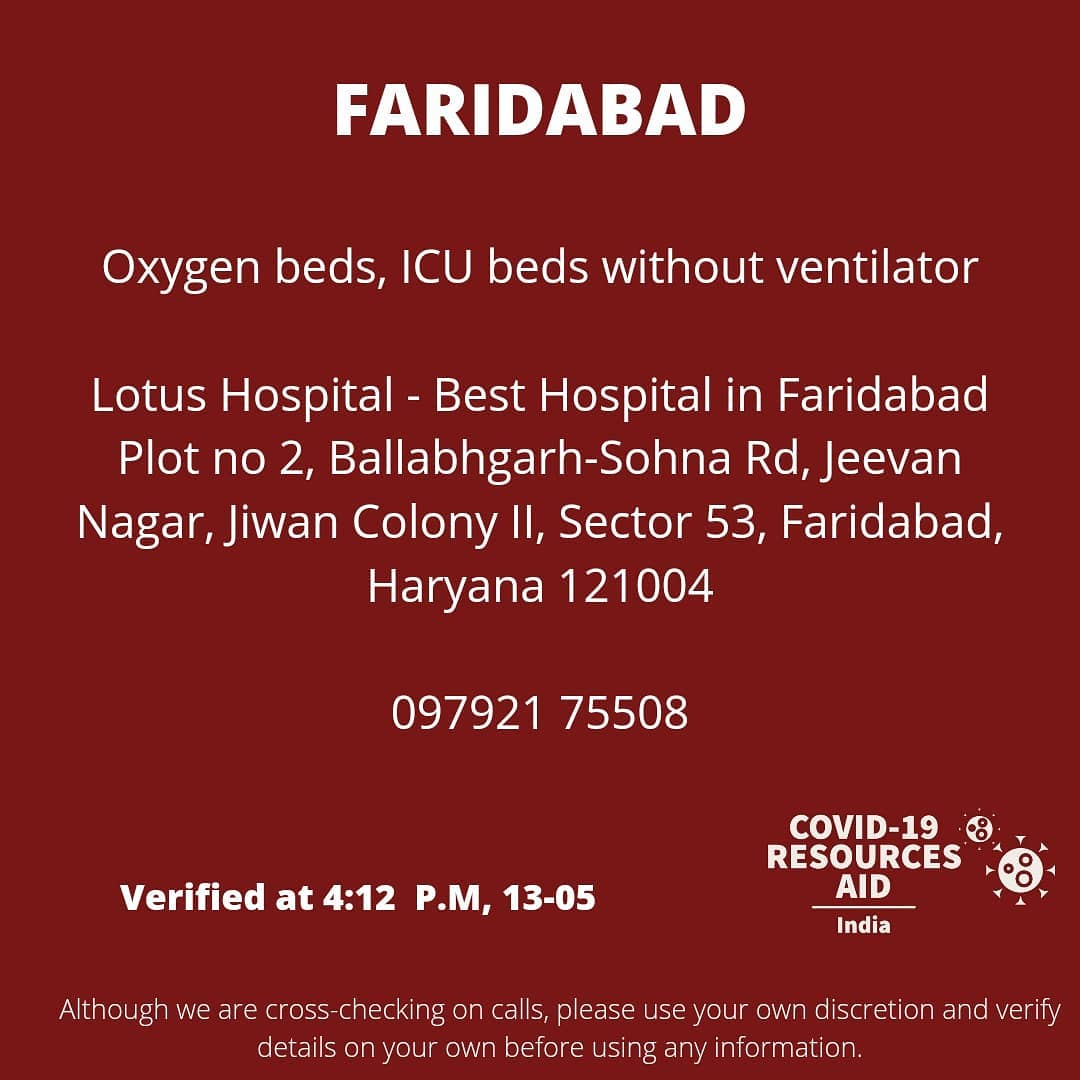 FARIDABAD
Oxygen beds, ICU beds without ventilator
Lotus Hospital - Best Hospital in Faridabad
Plot no 2, Ballabhgarh-Sohna Rd, Jeevan
Nagar, Jiwan Colony II, Sector 53, Faridabad,
Haryana 121004
097921 75508
Verified at 4:12 P.M, 13-05
COVID-19
RESOURCES
AID
India
Although we are cross-checking on calls, please use your own discretion and verify
details on your own before using any information.